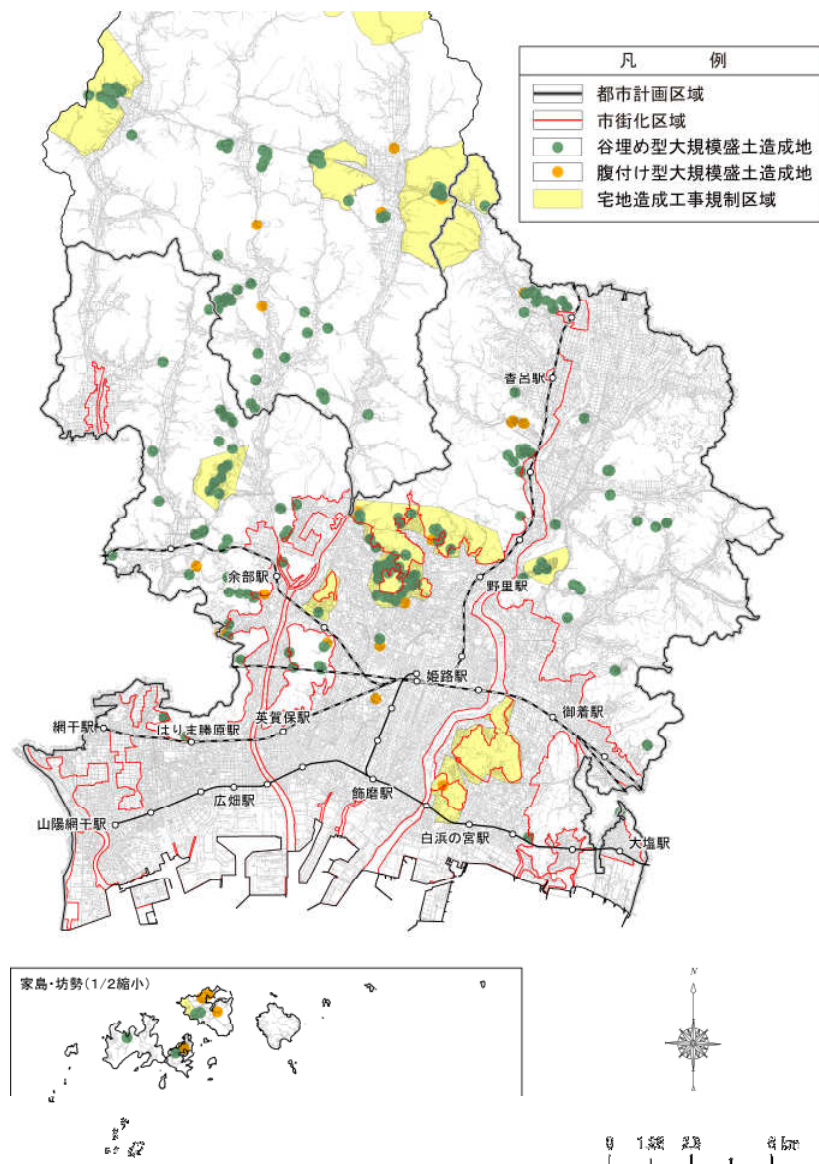 凡 例
都市計画区域
市街化区域
谷埋め型大規模盛土造成地
腹付け型大規模盛土造成地
宅地造成工事規制区域
香呂駅
余部駅
野里駅
姫路駅
網干駅
はりま勝原駅
英賀保駅
御着駅
広畑駅
飾磨駅
山陽網干駅
白浜の宮駅
大塩駅
家島・坊勢(1/2縮小)
N
0
4 km